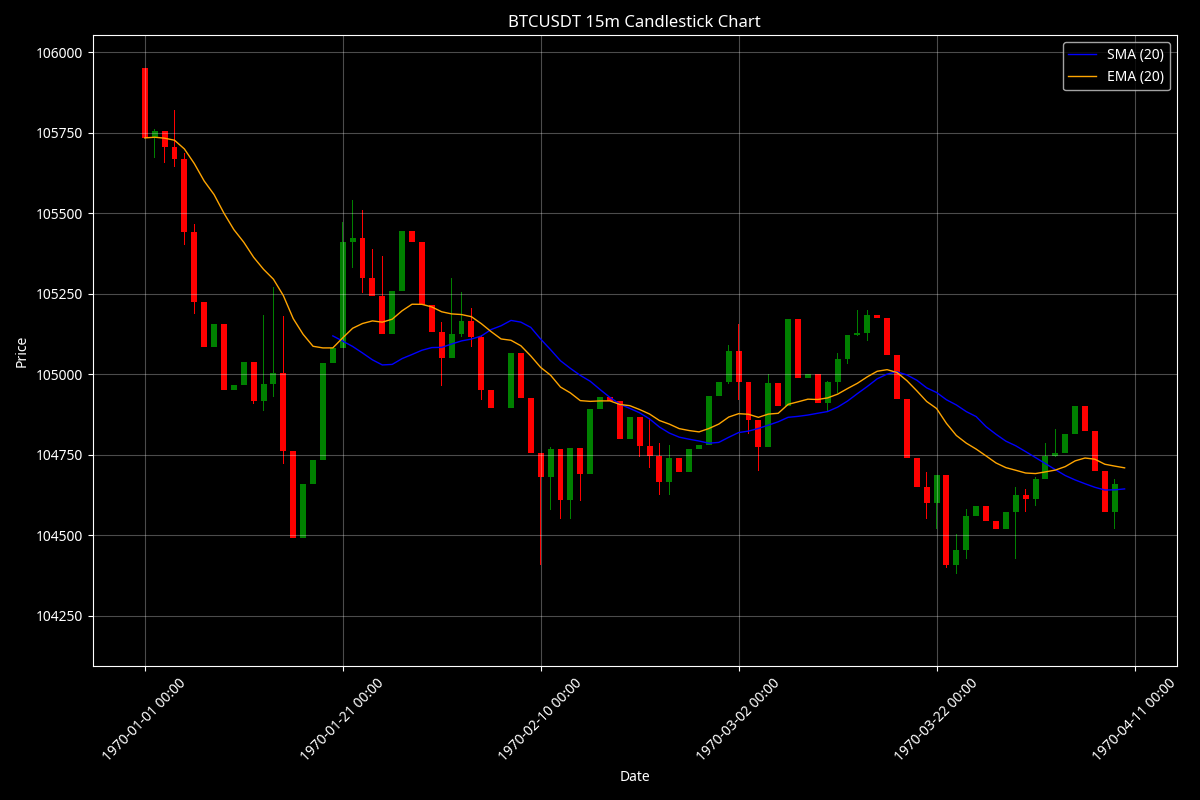 BTCUSDT 15m Candlestick Chart
SMA (20)
EMA (20)
106000
105750
105500
105250
105000
104750
104500
104250
Price
1970-01-01 00:00
1970-01-21 00:00
1970-02-10 00:00
1970-03-02 00:00
1970-03-22 00:00
1970-04-11 00:00
Date